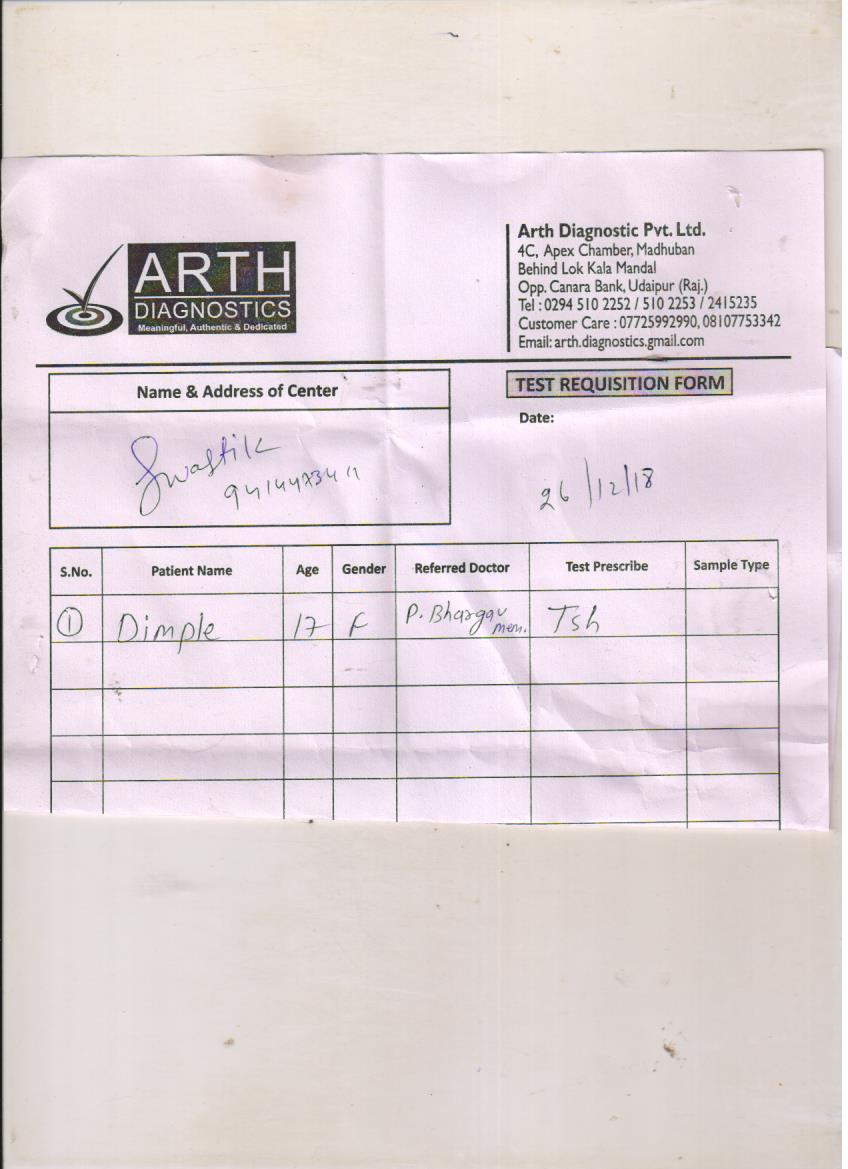 ARTH
DIAGNOSTICS
Meaningful, Authentic & Dedicated
Arth Diagnostic Pvt. Ltd.
4C, Apex Chamber, Madhuban
Behind Lok Kala Mandal
Opp. Canara Bank, Udaipur (Raj.)
Tel : 0294 510 2252 / 510 2253 / 2415235
Customer Care : 07725992990, 08107753342
Email: arth.diagnostics.gmail.com
Name & Address of Center
Swastik
TEST REQUISITION FORM
Date:
26/12/18
S.No. Patient Name Age Gender Referred Doctor Test Prescribe Sample Type
1 Dimple 17 F P. Bhargav Tsh
mem.